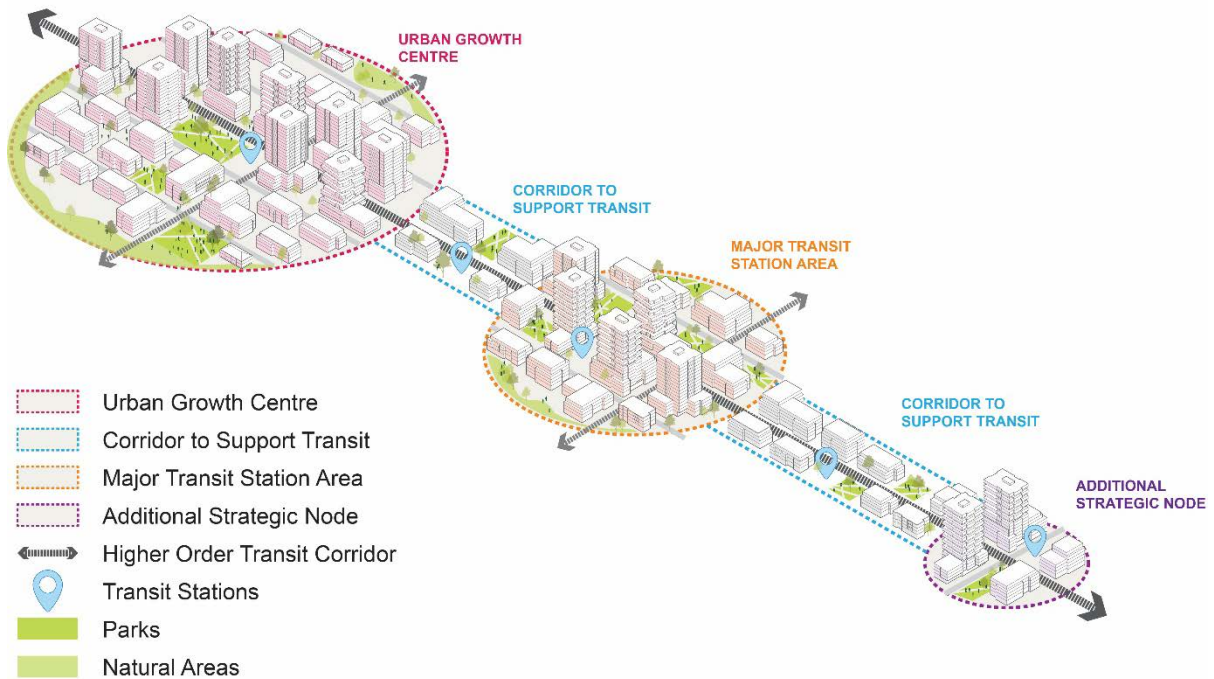 URBAN GROWTH
CENTRE
CORRIDOR TO
SUPPORT TRANSIT
MAJOR TRANSIT
STATION AREA
CORRIDOR TO
SUPPORT TRANSIT
ADDITIONAL
STRATEGIC NODE
Urban Growth Centre
Corridor to Support Transit
Major Transit Station Area
Additional Strategic Node
Higher Order Transit Corridor
Transit Stations
Parks
Natural Areas